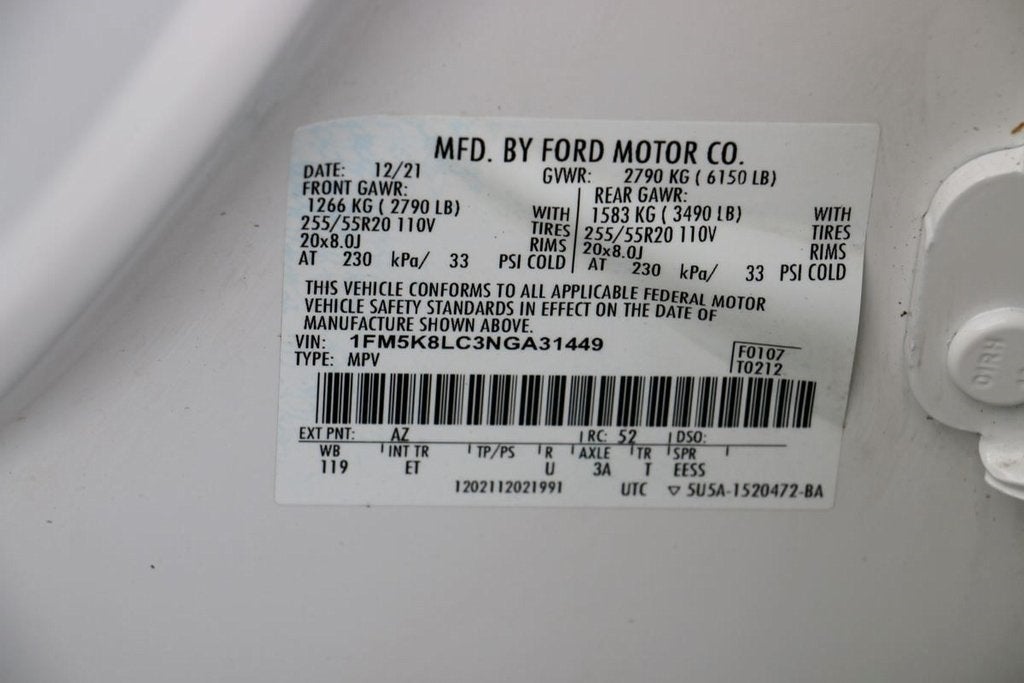 MFD. BY FORD MOTOR CO.
DATE: 12/21 GVWR: 2790 KG ( 6150 LB)
FRONT GAWR: REAR GAWR:
1266 KG ( 2790 LB) WITH 1583 KG ( 3490 LB) WITH
255/55R20 110V TIRES 255/55R20 110V TIRES
20x8.0J RIMS 20x8.0J RIMS
AT 230 kPa/ 33 PSI COLD AT 230 kPa/ 33 PSI COLD
THIS VEHICLE CONFORMS TO ALL APPLICABLE FEDERAL MOTOR
VEHICLE SAFETY STANDARDS IN EFFECT ON THE DATE OF
MANUFACTURE SHOWN ABOVE.
VIN: 1FM5K8LC3NGA31449
TYPE: MPV
F0107
T0212
EXT PNT: AZ RC: 52 DSO:
WB INT TR TP/PS R AXLE TR SPR
119 ET U 3A T EESS
1202112021991 UTC ▽ 5U5A-1520472-BA
OIRH